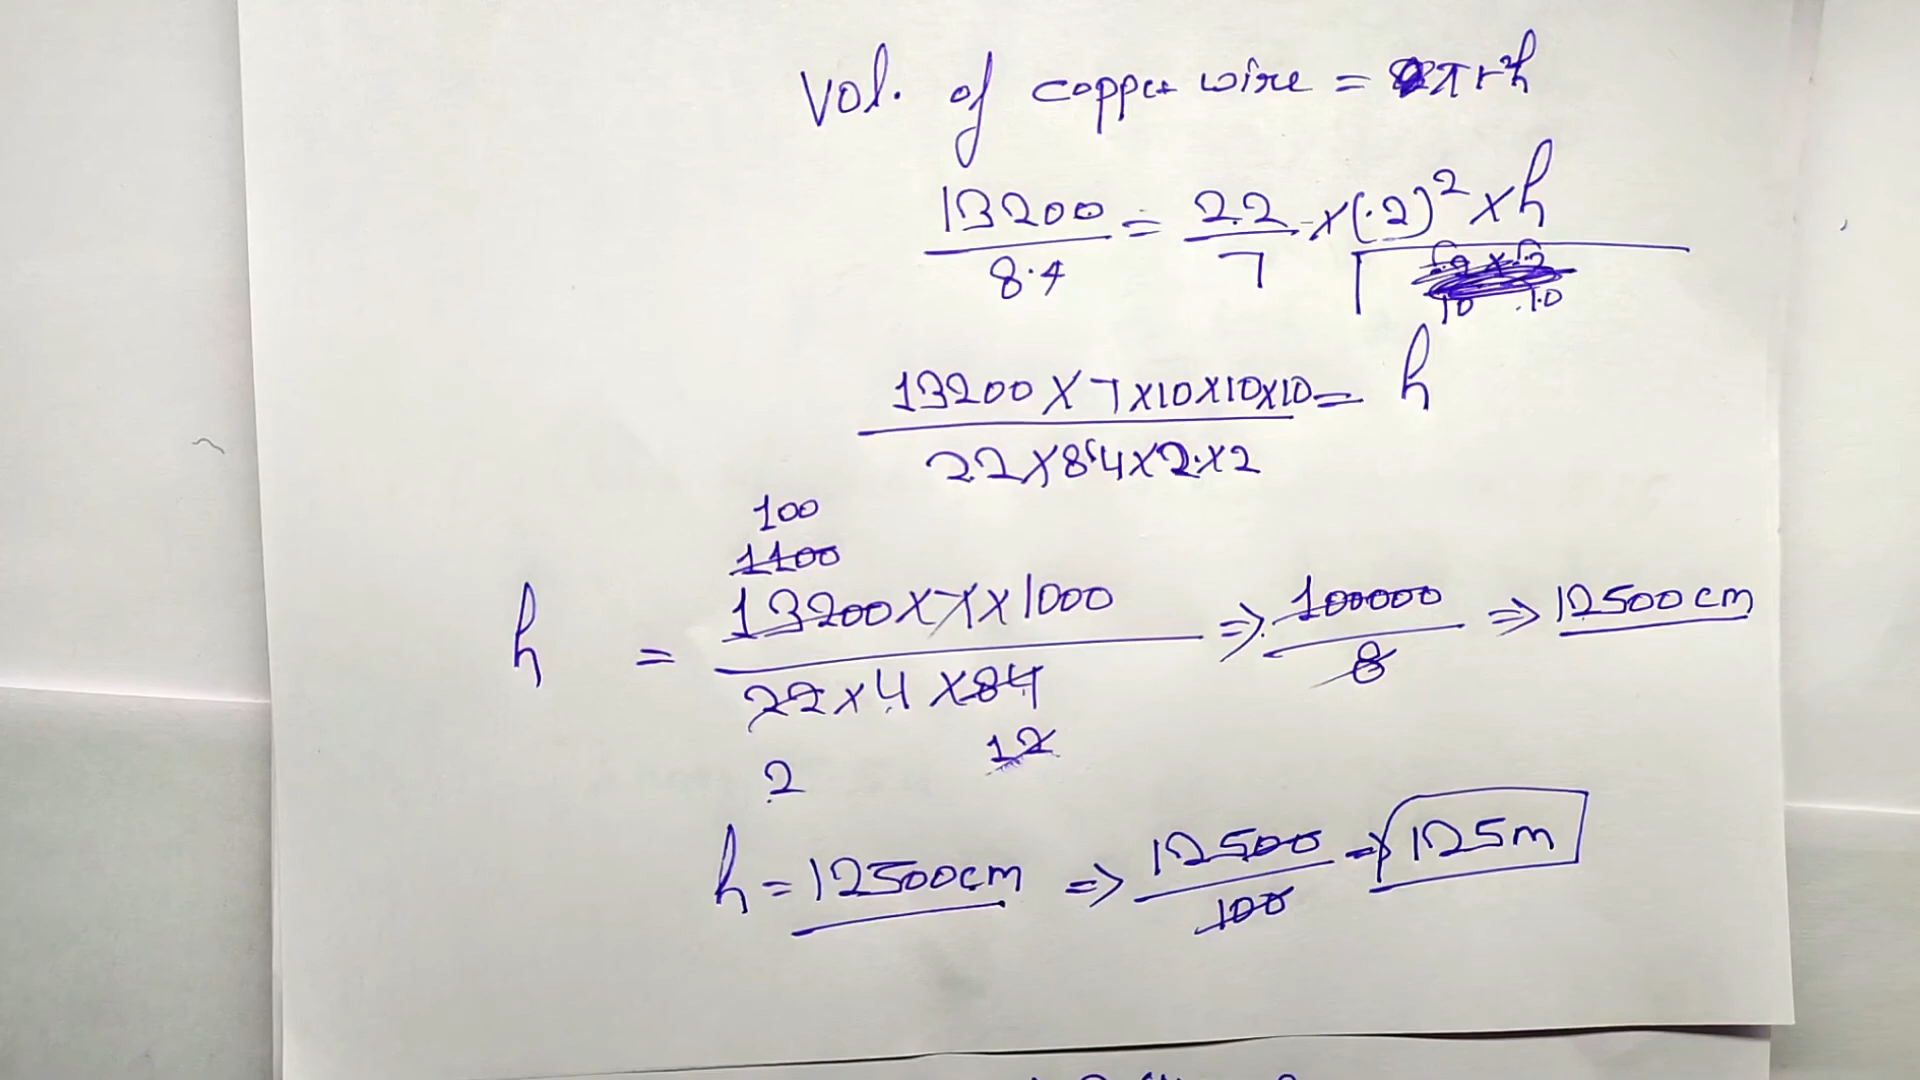 Vol. of copper wire = πr²h
13200/8.4 = 22/7 × (.2)² × h
13200 × 7 × 10 × 10 × 10 / 22 × 84 × 2 × 2 = h
100
1100
h = 13200 × 7 × 1000 / 22 × 4 × 84 ⇒ 100000/8 ⇒ 12500 cm
12
2
h = 12500 cm ⇒ 12500/100 ⇒ 125 m